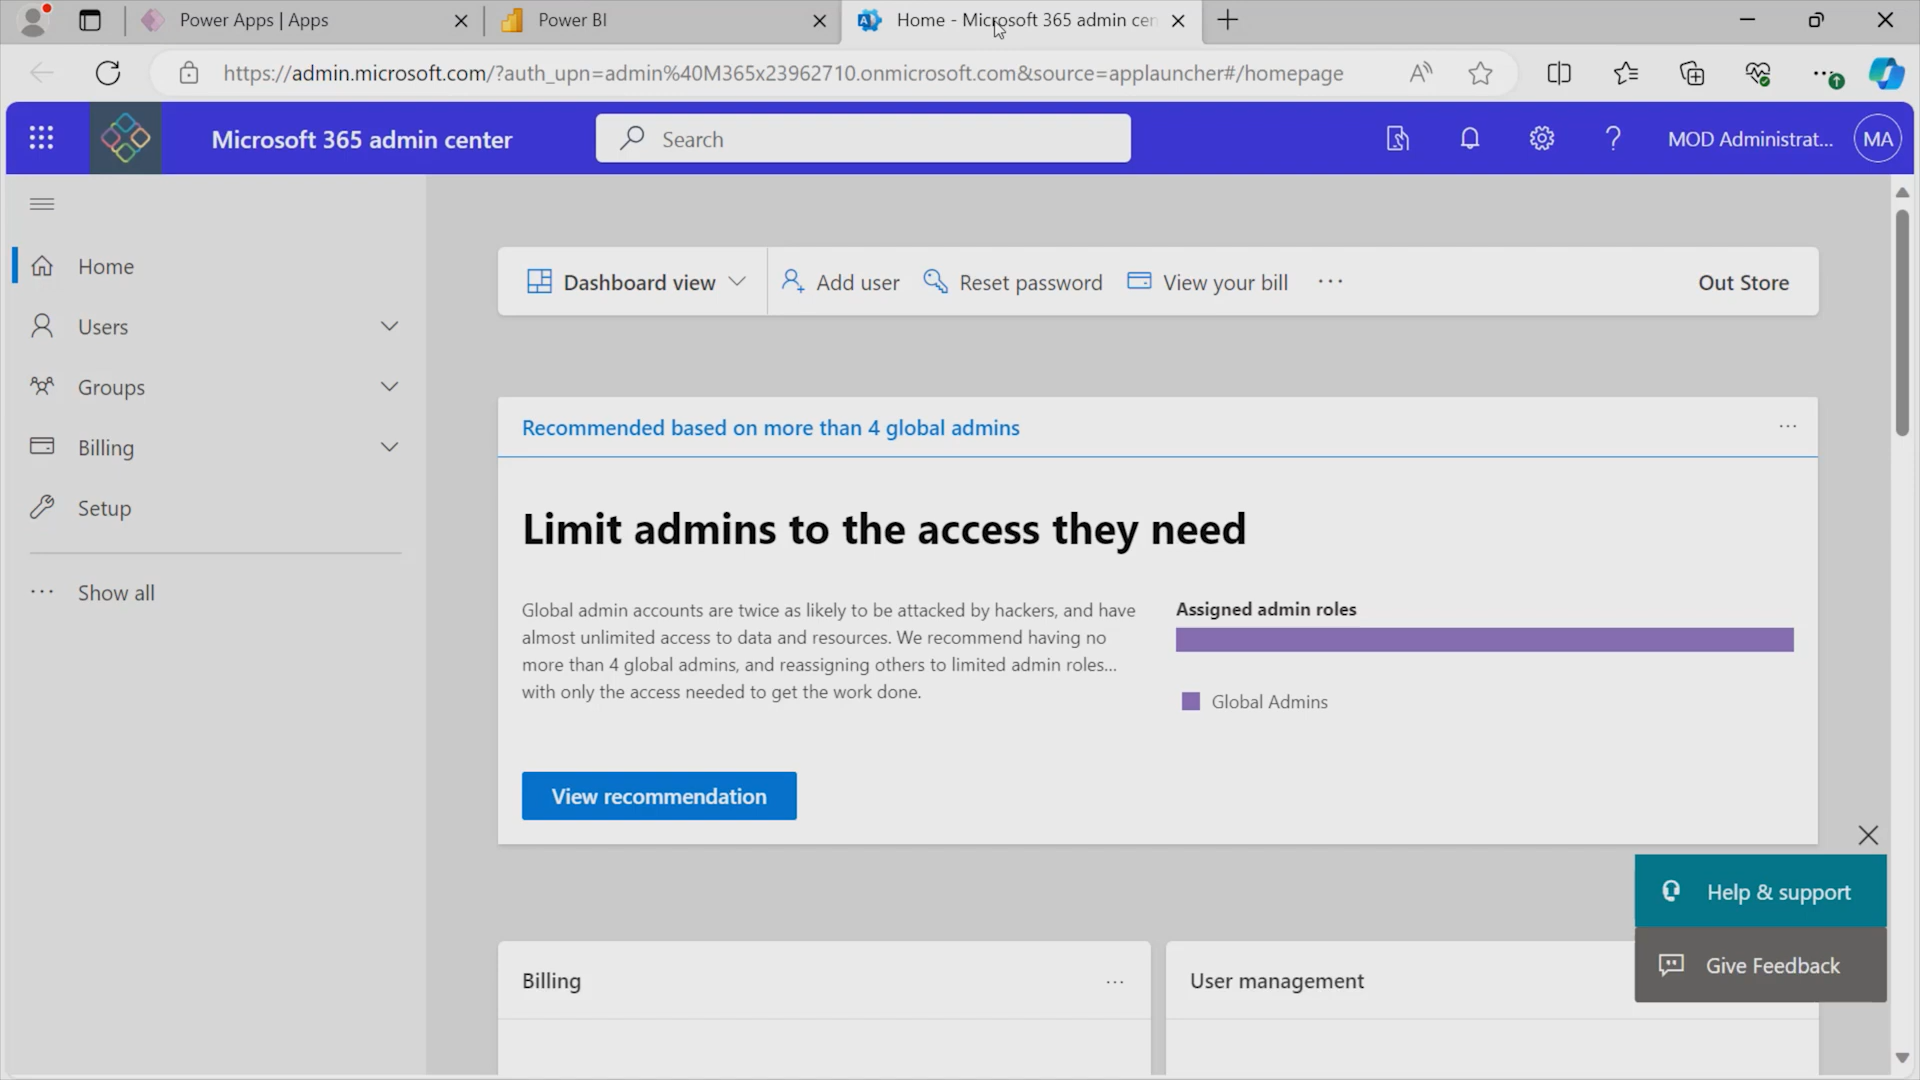 Power Apps | Apps
Power BI
Home - Microsoft 365 admin cen
https://admin.microsoft.com/?auth_upn=admin%40M365x23962710.onmicrosoft.com&source=applauncher#/homepage
Microsoft 365 admin center
Search
MOD Administrat...
MA
Home
Users
Groups
Billing
Setup
Show all
Dashboard view
Add user
Reset password
View your bill
Out Store
Recommended based on more than 4 global admins
Limit admins to the access they need
Global admin accounts are twice as likely to be attacked by hackers, and have
almost unlimited access to data and resources. We recommend having no
more than 4 global admins, and reassigning others to limited admin roles...
with only the access needed to get the work done.
Assigned admin roles
Global Admins
View recommendation
Help & support
Give Feedback
Billing
User management